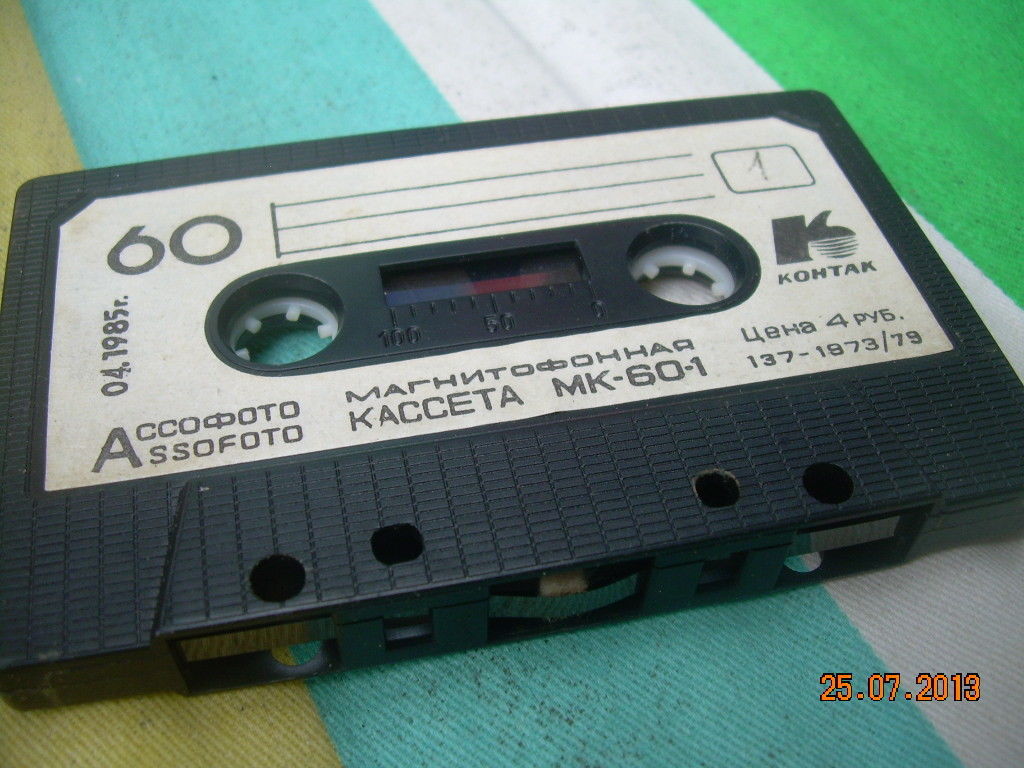 60
1
КОНТАК
04.1985г.
100 50 0
АССОФОТО
ASSOFOTO
МАГНИТОФОННАЯ
КАССЕТА МК-60-1
Цена 4 РУБ.
137-1973/79
25.07.2013